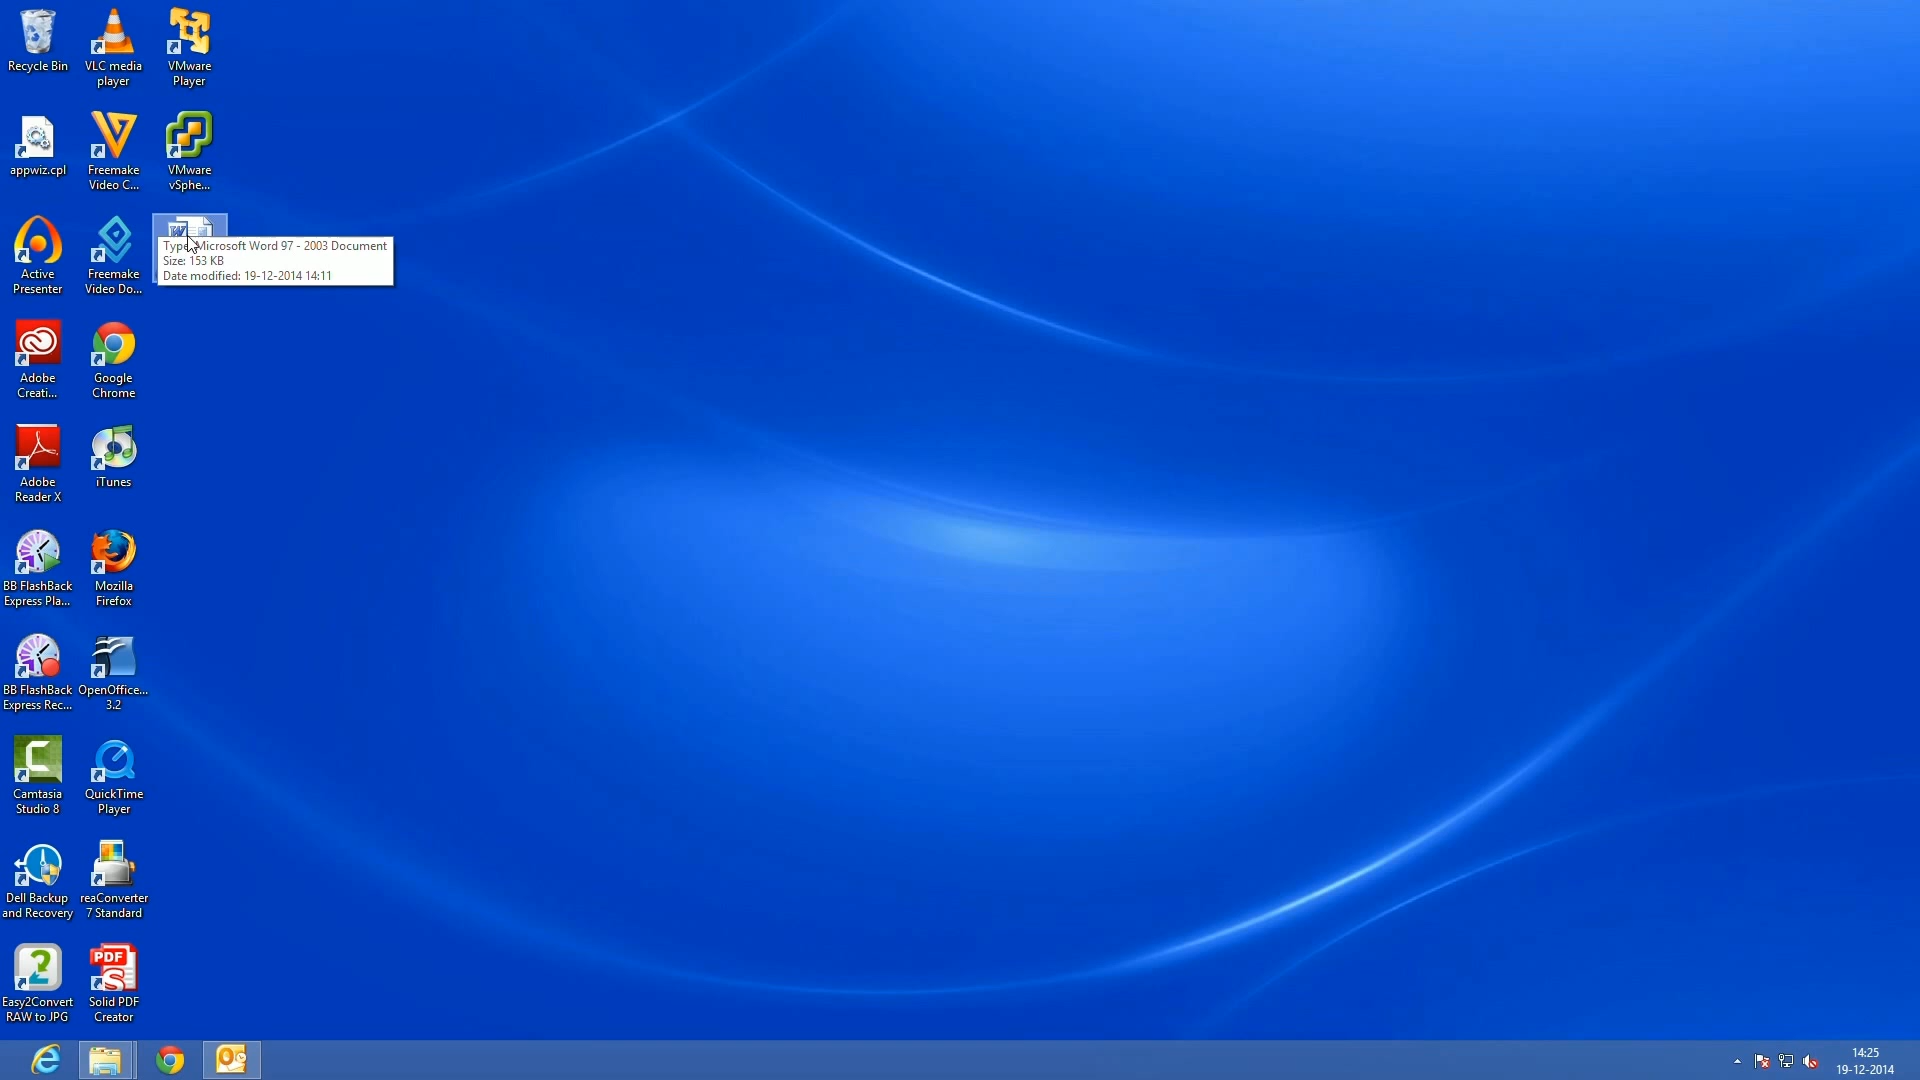 Recycle Bin
VLC media
player
VMware
Player
appwiz.cpl
Freemake
Video C...
VMware
vSphe...
Active
Presenter
Freemake
Video Do...
Type: Microsoft Word 97 - 2003 Document
Size: 153 KB
Date modified: 19-12-2014 14:11
Adobe
Creati...
Google
Chrome
Adobe
Reader X
iTunes
BB FlashBack
Express Pla...
Mozilla
Firefox
BB FlashBack
Express Rec...
OpenOffice...
3.2
Camtasia
Studio 8
QuickTime
Player
Dell Backup
and Recovery
reaConverter
7 Standard
Easy2Convert
RAW to JPG
PDF
Solid PDF
Creator
14:25
19-12-2014